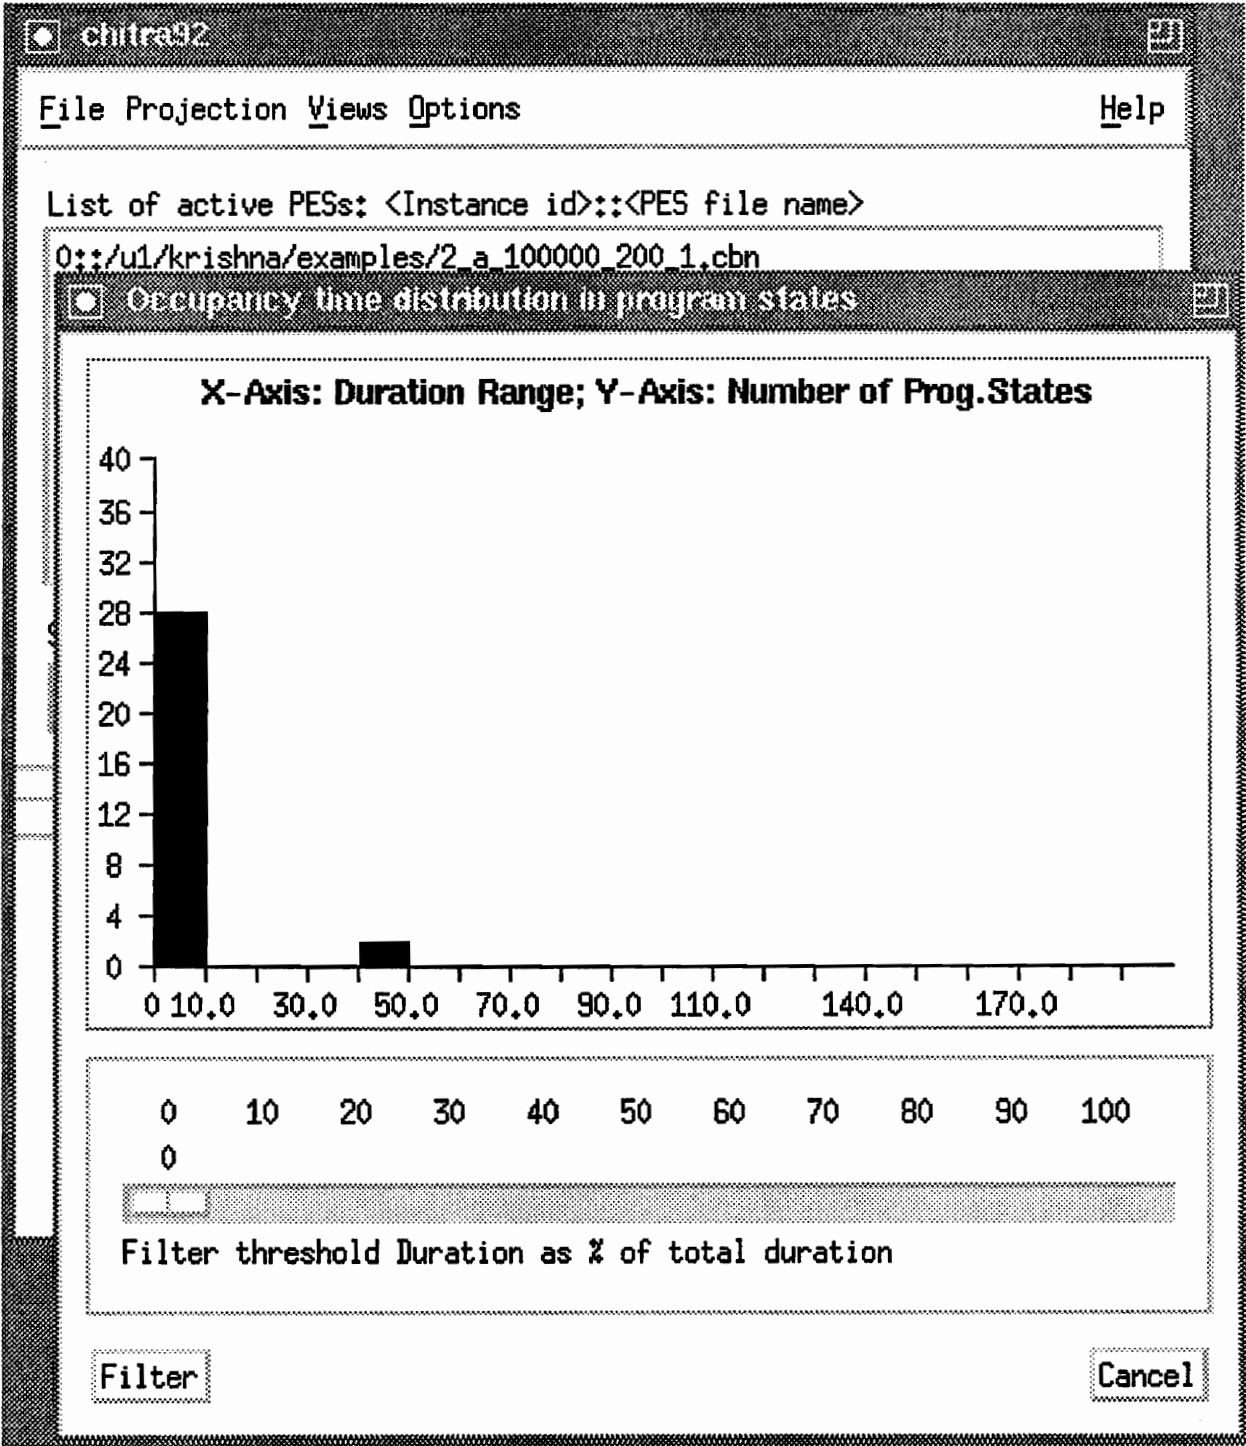 chitra92
File Projection Views Options Help
List of active PESs: <Instance id>::<PES file name>
0::/u1/krishna/examples/2_a_100000_200_1.cbn
Occupancy time distribution in program states
X-Axis: Duration Range; Y-Axis: Number of Prog.States
40
36
32
28
24
20
16
12
8
4
0
0 10.0 30.0 50.0 70.0 90.0 110.0 140.0 170.0
0 10 20 30 40 50 60 70 80 90 100
0
Filter threshold Duration as % of total duration
Filter Cancel